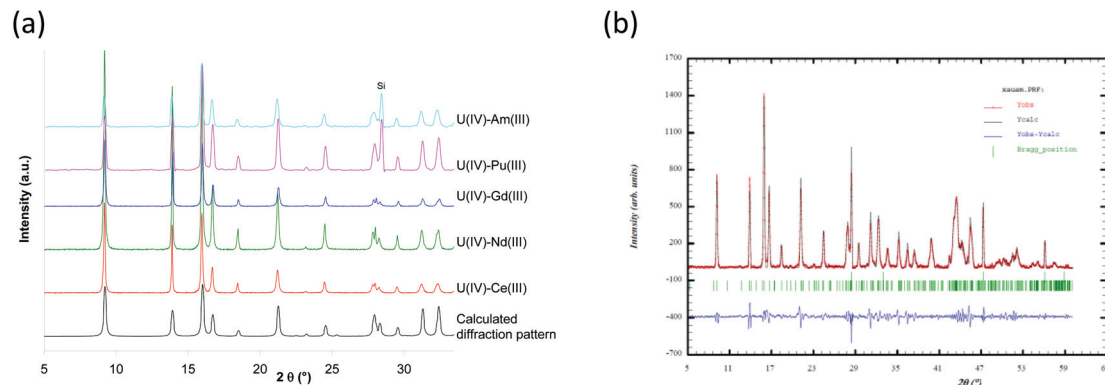 (a)
Si
U(IV)-Am(III)
U(IV)-Pu(III)
U(IV)-Gd(III)
U(IV)-Nd(III)
U(IV)-Ce(III)
Calculated
diffraction pattern
Intensity (a.u.)
5 10 15 20 25 30
2 θ (°)
(b)
1700
1400
1100
800
500
200
-100
-400
-700
Intensity (arb. units)
xauam.PRF:
Yobs
Ycalc
Yobs-Ycalc
Bragg_position
5 11 17 23 29 35 41 47 53 59 6
2θ (°)